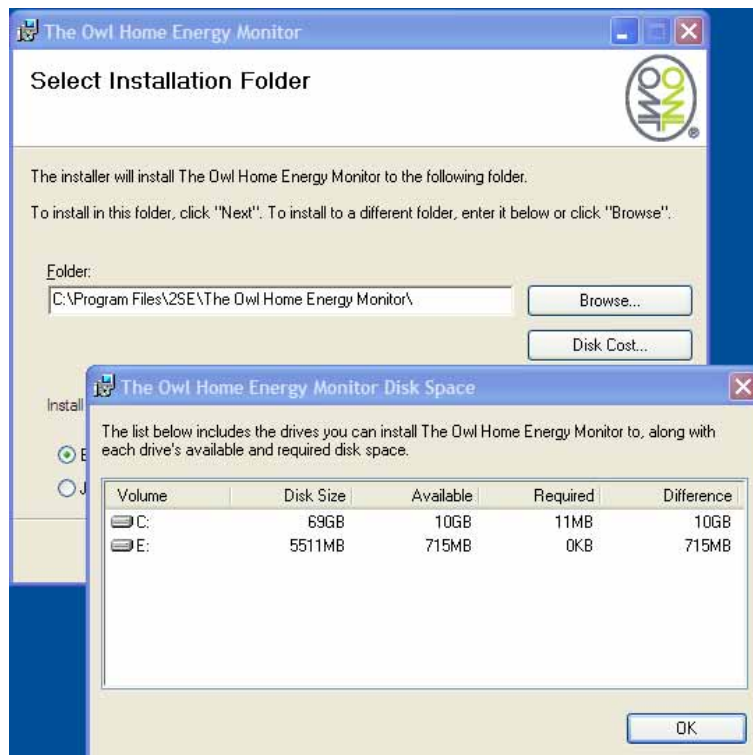 The Owl Home Energy Monitor
Select Installation Folder
OWL
OWL
®
The installer will install The Owl Home Energy Monitor to the following folder.
To install in this folder, click "Next". To install to a different folder, enter it below or click "Browse".
Folder:
C:\Program Files\2SE\The Owl Home Energy Monitor\
Browse...
Disk Cost...
Install
E
J
The Owl Home Energy Monitor Disk Space
The list below includes the drives you can install The Owl Home Energy Monitor to, along with
each drive's available and required disk space.
Volume Disk Size Available Required Difference
C: 69GB 10GB 11MB 10GB
E: 5511MB 715MB 0KB 715MB
OK